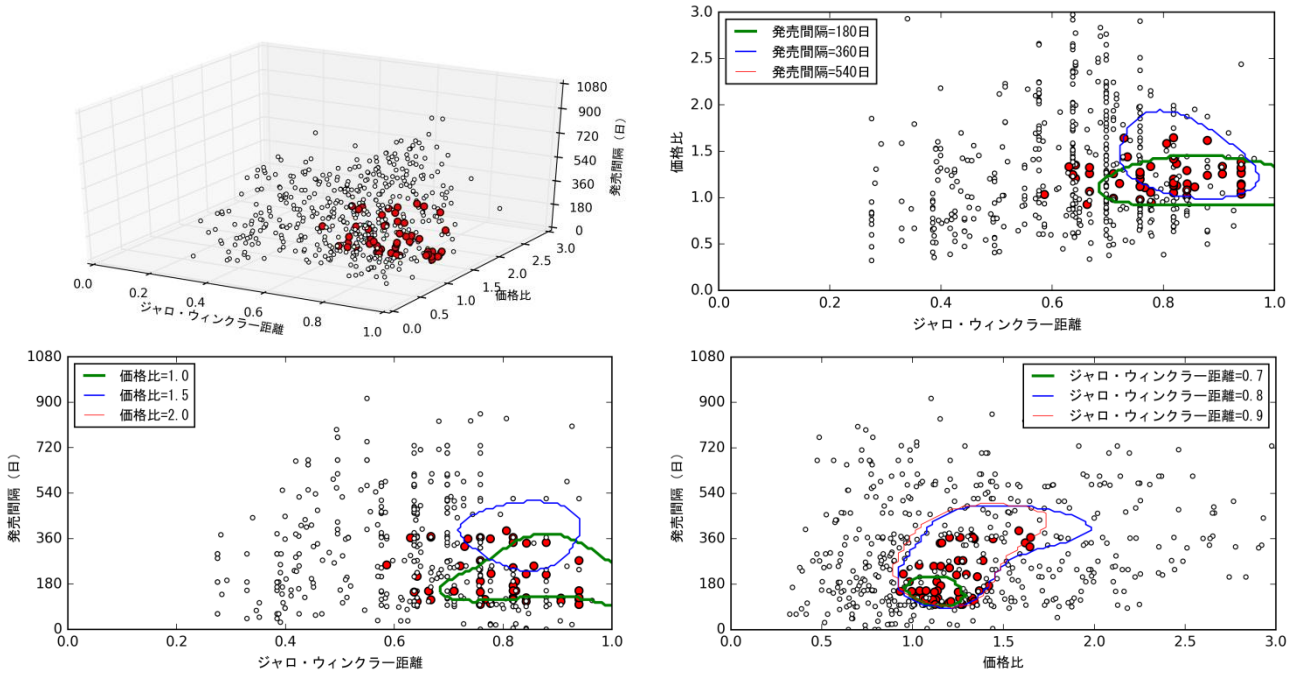 1080
900
720
540
360
180
0
発売間隔（日）
0.0
0.2
0.4
0.6
0.8
1.0
ジャロ・ウィンクラー距離
0.0
0.5
1.0
1.5
2.0
2.5
3.0
価格比
発売間隔=180日
発売間隔=360日
発売間隔=540日
3.0
2.5
2.0
1.5
1.0
0.5
0.0
価格比
0.0 0.2 0.4 0.6 0.8 1.0
ジャロ・ウィンクラー距離
価格比=1.0
価格比=1.5
価格比=2.0
1080
900
720
540
360
180
0
発売間隔（日）
0.0 0.2 0.4 0.6 0.8 1.0
ジャロ・ウィンクラー距離
ジャロ・ウィンクラー距離=0.7
ジャロ・ウィンクラー距離=0.8
ジャロ・ウィンクラー距離=0.9
1080
900
720
540
360
180
0
発売間隔（日）
0.0 0.5 1.0 1.5 2.0 2.5 3.0
価格比